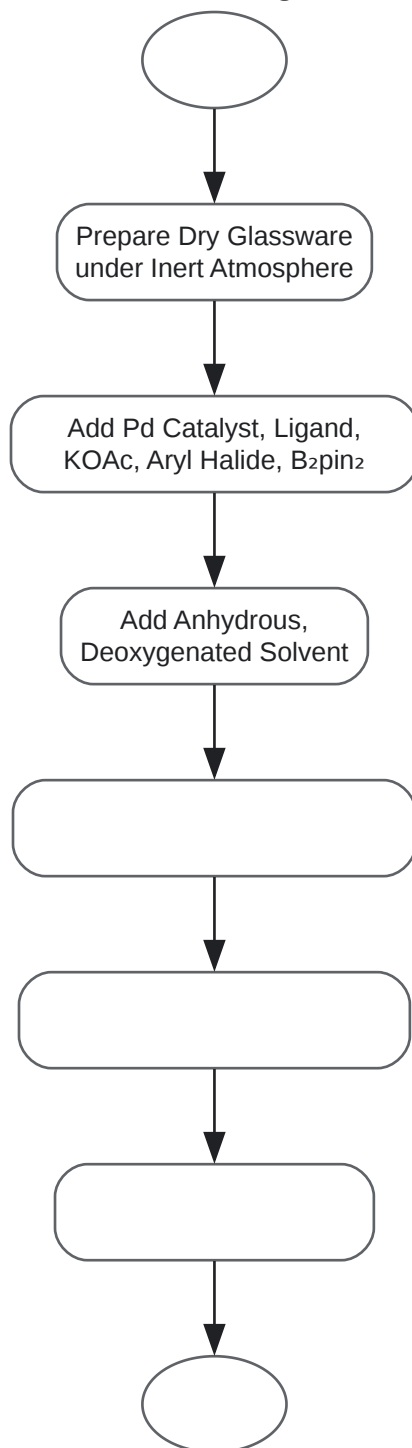 Prepare Dry Glassware
under Inert Atmosphere
Add Pd Catalyst, Ligand,
KOAc, Aryl Halide, B₂pin₂
Add Anhydrous,
Deoxygenated Solvent